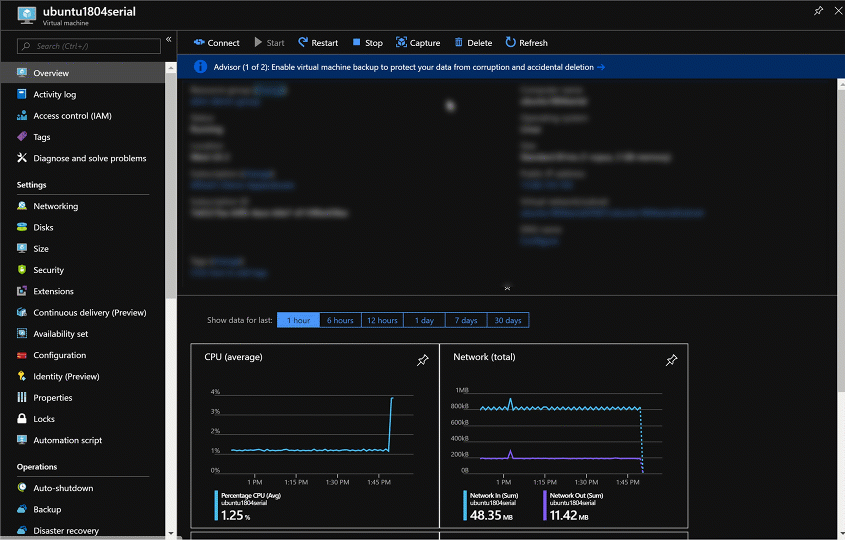 ubuntu1804serial
Virtual machine
Search (Ctrl+/)
Overview
Activity log
Access control (IAM)
Tags
Diagnose and solve problems
Settings
Networking
Disks
Size
Security
Extensions
Continuous delivery (Preview)
Availability set
Configuration
Identity (Preview)
Properties
Locks
Automation script
Operations
Auto-shutdown
Backup
Disaster recovery
Connect Start Restart Stop Capture Delete Refresh
Advisor (1 of 2): Enable virtual machine backup to protect your data from corruption and accidental deletion →
Show data for last: 1 hour 6 hours 12 hours 1 day 7 days 30 days
CPU (average)
4%
3%
2%
1%
0%
1 PM 1:15 PM 1:30 PM 1:45 PM
Percentage CPU (Avg)
ubuntu1804serial
1.25 %
Network (total)
1MB
800kB
600kB
400kB
200kB
0B
1 PM 1:15 PM 1:30 PM 1:45 PM
Network In (Sum) Network Out (Sum)
ubuntu1804serial ubuntu1804serial
48.35 MB 11.42 MB